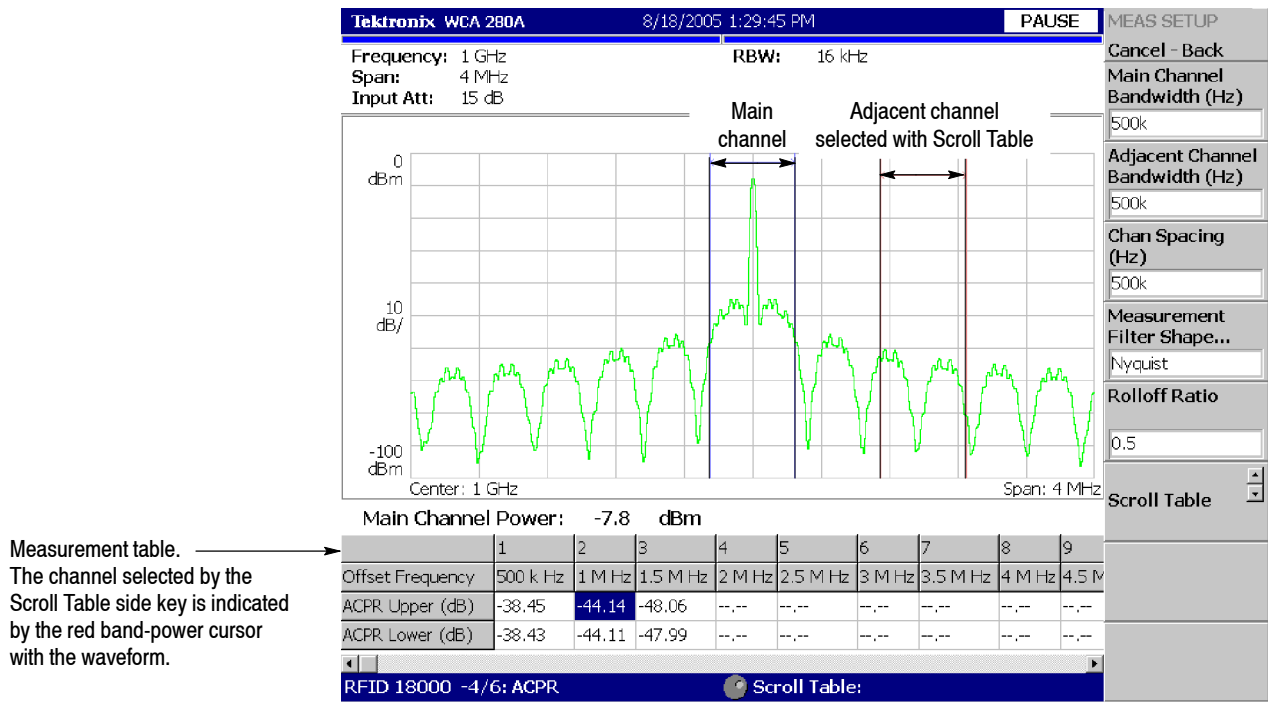 Tektronix WCA 280A 8/18/2005 1:29:45 PM PAUSE
Frequency: 1 GHz RBW: 16 kHz
Span: 4 MHz
Input Att: 15 dB
Main channel
Adjacent channel
selected with Scroll Table
0
dBm
10
dB/
-100
dBm
Center: 1 GHz Span: 4 MHz
Main Channel Power: -7.8 dBm
1 2 3 4 5 6 7 8 9
Offset Frequency 500 k Hz 1 M Hz 1.5 M Hz 2 M Hz 2.5 M Hz 3 M Hz 3.5 M Hz 4 M Hz 4.5 M
ACPR Upper (dB) -38.45 -44.14 -48.06 --.-- --.-- --.-- --.-- --.-- --.--
ACPR Lower (dB) -38.43 -44.11 -47.99 --.-- --.-- --.-- --.-- --.-- --.--
RFID 18000 -4/6: ACPR Scroll Table:
MEAS SETUP
Cancel - Back
Main Channel
Bandwidth (Hz)
500k
Adjacent Channel
Bandwidth (Hz)
500k
Chan Spacing
(Hz)
500k
Measurement
Filter Shape...
Nyquist
Rolloff Ratio
0.5
Scroll Table
Measurement table.
The channel selected by the
Scroll Table side key is indicated
by the red band-power cursor
with the waveform.